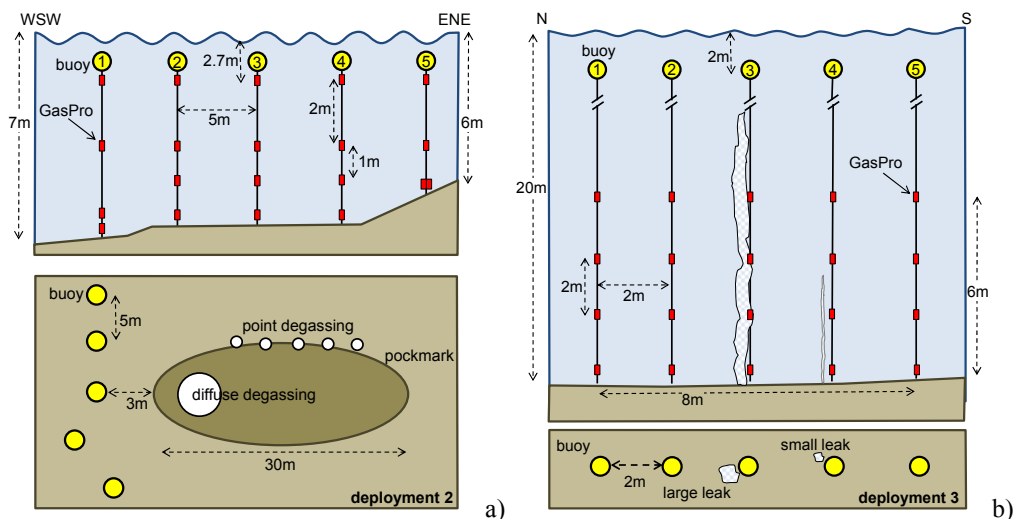 WSW
ENE
buoy
1
2
3
4
5
2.7m
GasPro
7m
5m
2m
1m
6m
buoy
5m
point degassing
pockmark
diffuse degassing
3m
30m
deployment 2
a)
N
S
2m
buoy
1
2
3
4
5
GasPro
20m
2m
2m
6m
8m
buoy
2m
small leak
large leak
deployment 3
b)